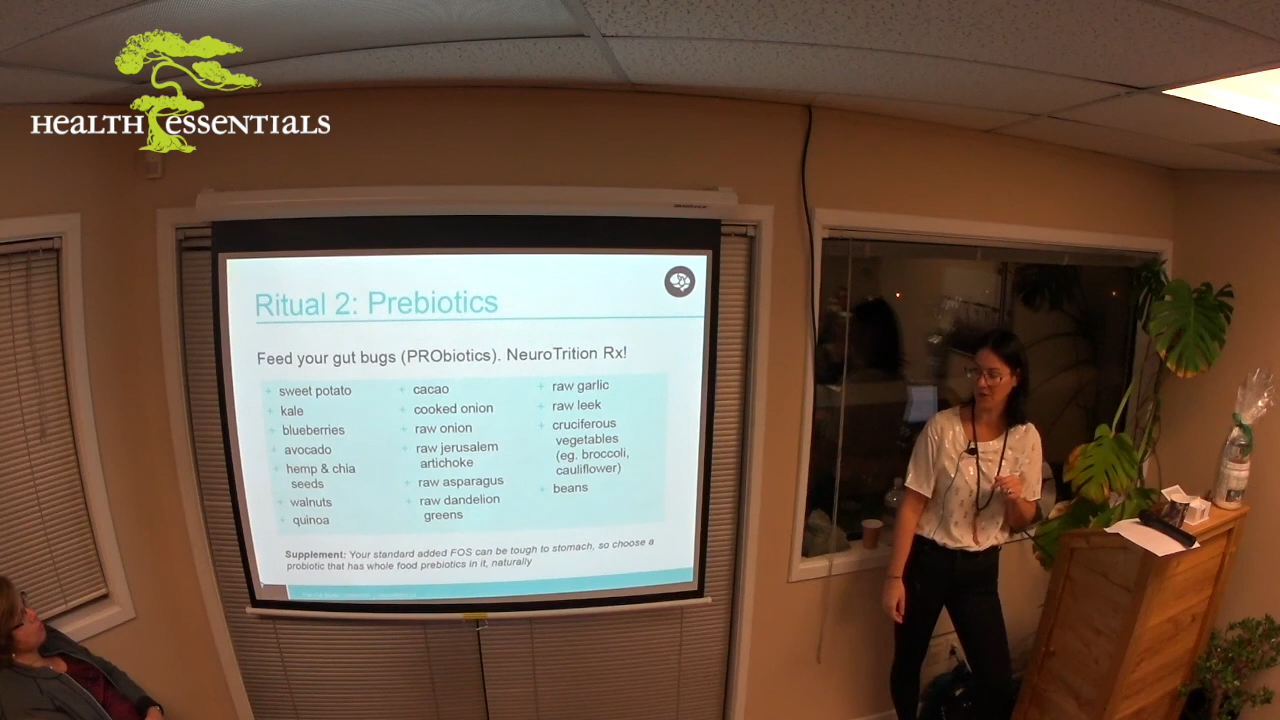 HEALTH ESSENTIALS
Ritual 2: Prebiotics
Feed your gut bugs (PRObiotics). NeuroTrition Rx!
+ sweet potato
+ kale
+ blueberries
+ avocado
+ hemp & chia
seeds
+ walnuts
+ quinoa
+ cacao
+ cooked onion
+ raw onion
+ raw jerusalem
artichoke
+ raw asparagus
+ raw dandelion
greens
+ raw garlic
+ raw leek
+ cruciferous
vegetables
(eg. broccoli,
cauliflower)
+ beans
Supplement: Your standard added FOS can be tough to stomach, so choose a
probiotic that has whole food prebiotics in it, naturally